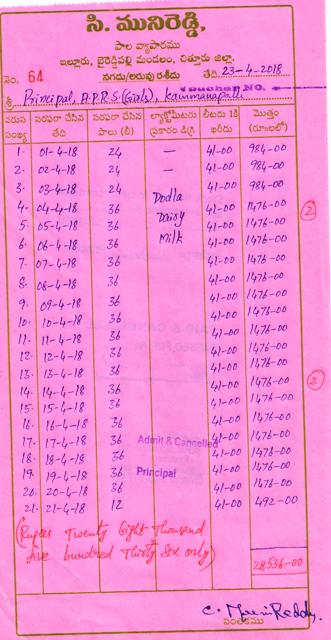 సి. మునిరెడ్డి,
పాల వ్యాపారము
ఇల్లూరు, బైరెడ్డిపల్లి మండలం, చిత్తూరు జిల్లా.
నగదు/అరువు రశీదు
నెం. 64 తేది. 23-4-2018
Voucher NO.
శ్రీ Principal, A.P.R.S (Girls), Kammanapalli
వరుస సంఖ్య సరఫరా చేసిన తేది సరఫరా చేసిన పాలు (లీ) లాక్టోమీటరు ప్రకారం డిగ్రీ లీటరు 1కి ఖరీదు మొత్తం (రూ॥లలో)
1. 01-4-18 24 — 41-00 984-00
2. 02-4-18 24 — 41-00 984-00
3. 03-4-18 24 — 41-00 984-00
4. 04-4-18 36 Dodla 41-00 1476-00
5. 05-4-18 36 Dairy 41-00 1476-00 2
6. 06-4-18 36 Milk 41-00 1476-00
7. 07-4-18 36 41-00 1476-00
8. 08-4-18 36 41-00 1476-00
9. 09-4-18 36 41-00 1476-00
10. 10-4-18 36 41-00 1476-00
11. 11-4-18 36 41-00 1476-00
12. 12-4-18 36 41-00 1476-00
13. 13-4-18 36 41-00 1476-00
14. 14-4-18 36 41-00 1476-00 2
15. 15-4-18 36 41-00 1476-00
16. 16-4-18 36 41-00 1476-00
17. 17-4-18 36 Admit & Cancelled 41-00 1476-00
18. 18-4-18 36 41-00 1476-00
19. 19-4-18 36 Principal 41-00 1476-00
20. 20-4-18 36 41-00 1476-00
21. 21-4-18 12 41-00 492-00
(Rupees Twenty Eight Thousand
five hundred Thirty Six only)
28536-00
C. Muni Reddy.
సంతకము